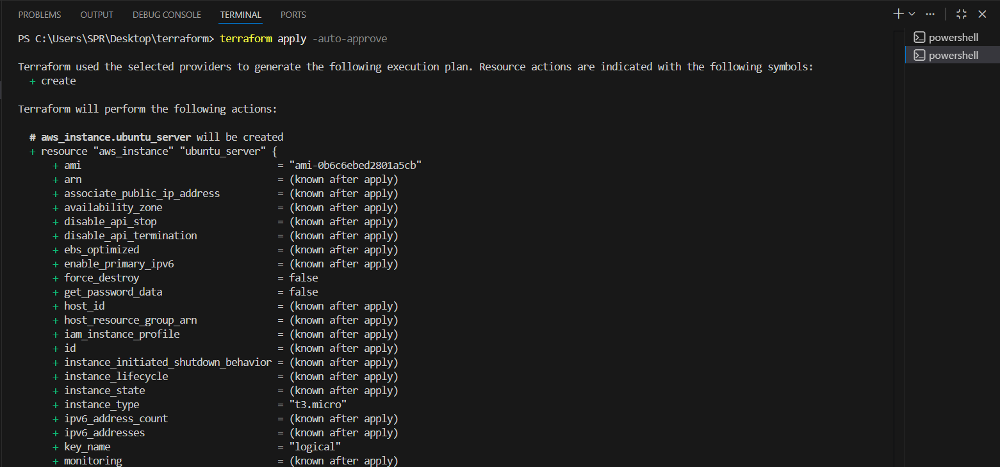 PROBLEMS OUTPUT DEBUG CONSOLE TERMINAL PORTS
PS C:\Users\SPR\Desktop\terraform> terraform apply -auto-approve
powershell
powershell
Terraform used the selected providers to generate the following execution plan. Resource actions are indicated with the following symbols:
+ create
Terraform will perform the following actions:
# aws_instance.ubuntu_server will be created
+ resource "aws_instance" "ubuntu_server" {
+ ami = "ami-0b6c6ebed2801a5cb"
+ arn = (known after apply)
+ associate_public_ip_address = (known after apply)
+ availability_zone = (known after apply)
+ disable_api_stop = (known after apply)
+ disable_api_termination = (known after apply)
+ ebs_optimized = (known after apply)
+ enable_primary_ipv6 = (known after apply)
+ force_destroy = false
+ get_password_data = false
+ host_id = (known after apply)
+ host_resource_group_arn = (known after apply)
+ iam_instance_profile = (known after apply)
+ id = (known after apply)
+ instance_initiated_shutdown_behavior = (known after apply)
+ instance_lifecycle = (known after apply)
+ instance_state = (known after apply)
+ instance_type = "t3.micro"
+ ipv6_address_count = (known after apply)
+ ipv6_addresses = (known after apply)
+ key_name = "logical"
+ monitoring = (known after apply)